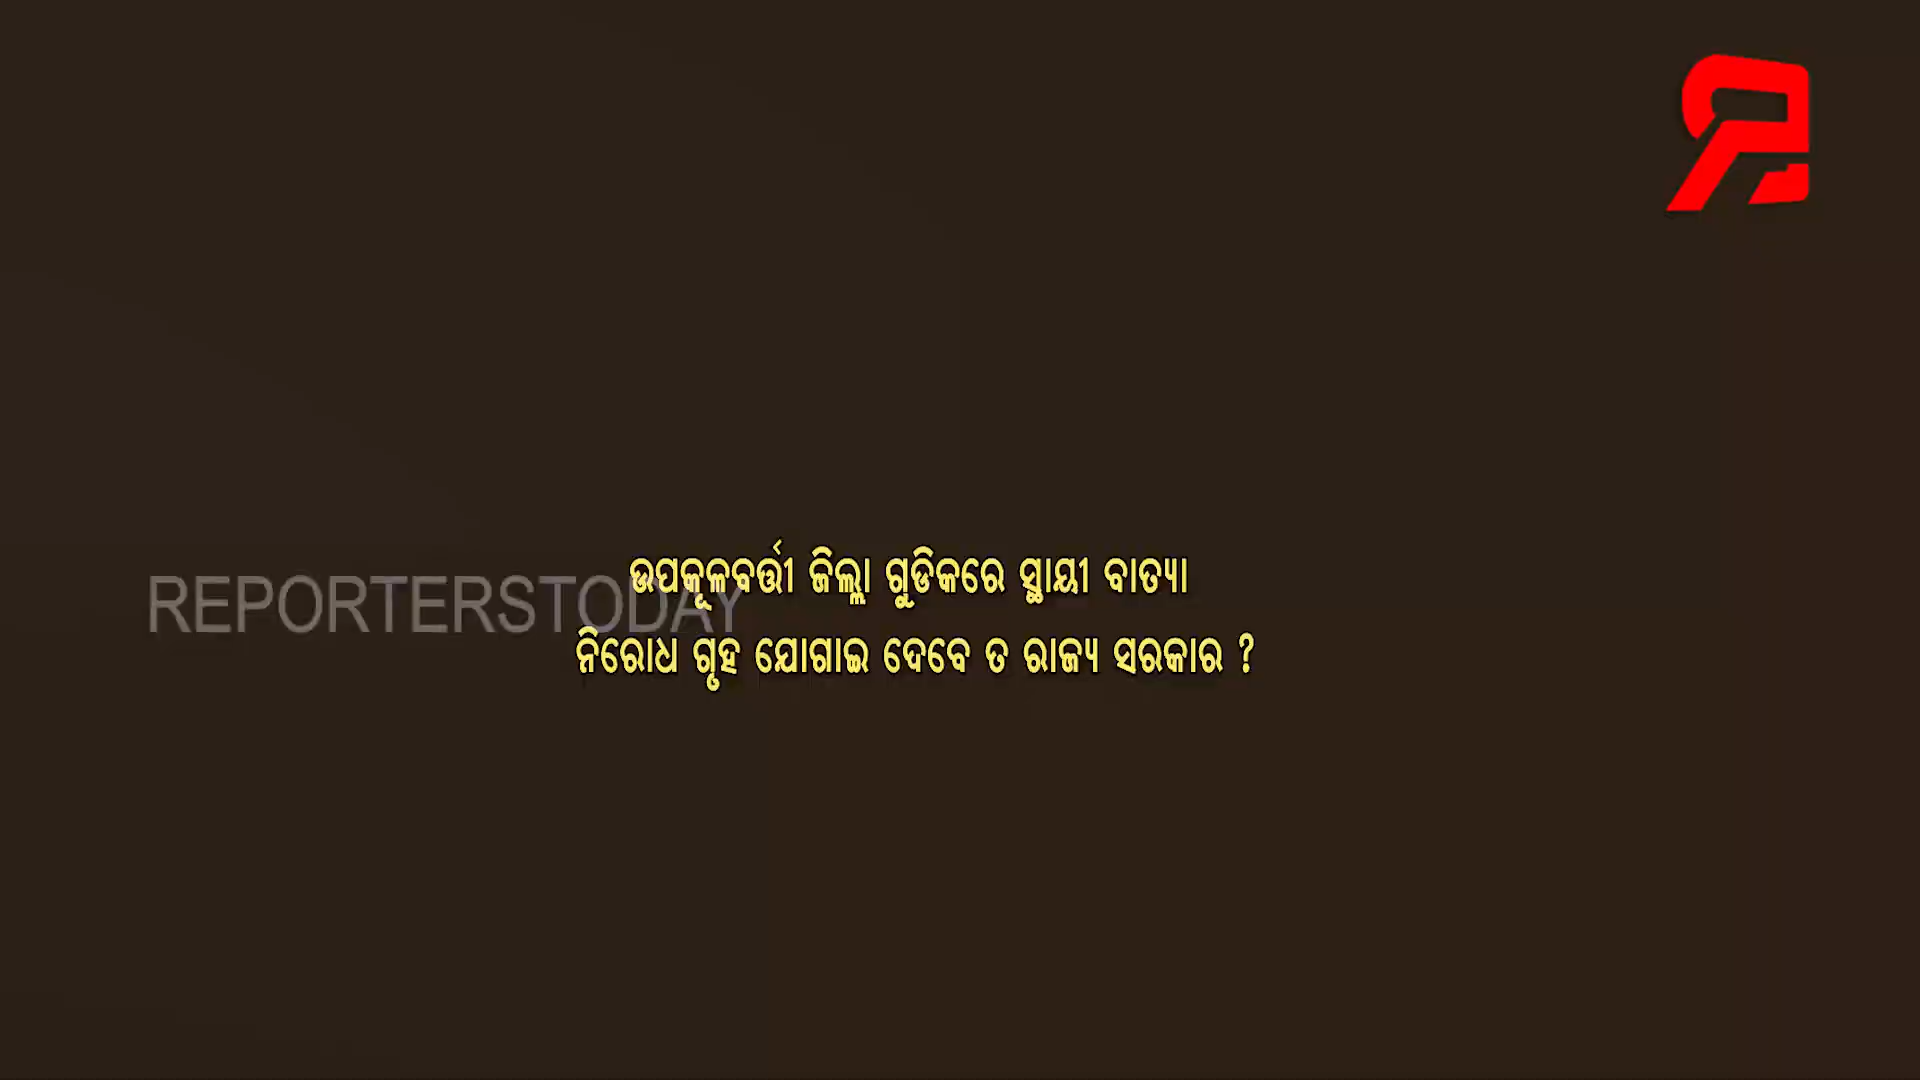 ଉପକୂଳବର୍ତ୍ତୀ ଜିଲ୍ଲା ଗୁଡିକରେ ସ୍ଥାୟୀ ବାତ୍ୟା
REPORTERSTODAY
ନିରୋଧ ଗୃହ ଯୋଗାଇ ଦେବେ ତ ରାଜ୍ୟ ସରକାର ?